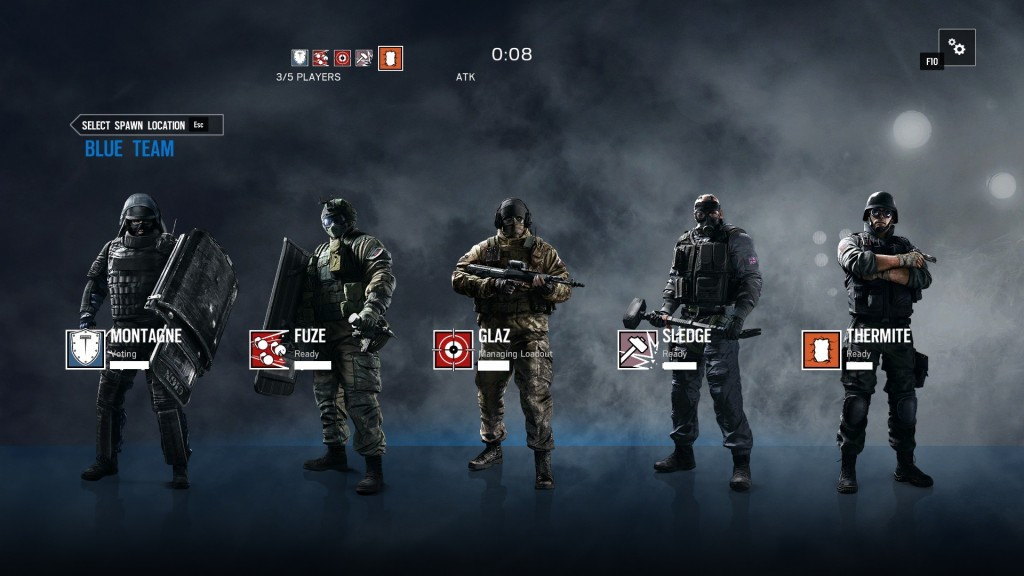 0:08
3/5 PLAYERS
ATK
F10
SELECT SPAWN LOCATION Esc
BLUE TEAM
MONTAGNE
Voting
FUZE
Ready
GLAZ
Managing Loadout
SLEDGE
Ready
THERMITE
Ready